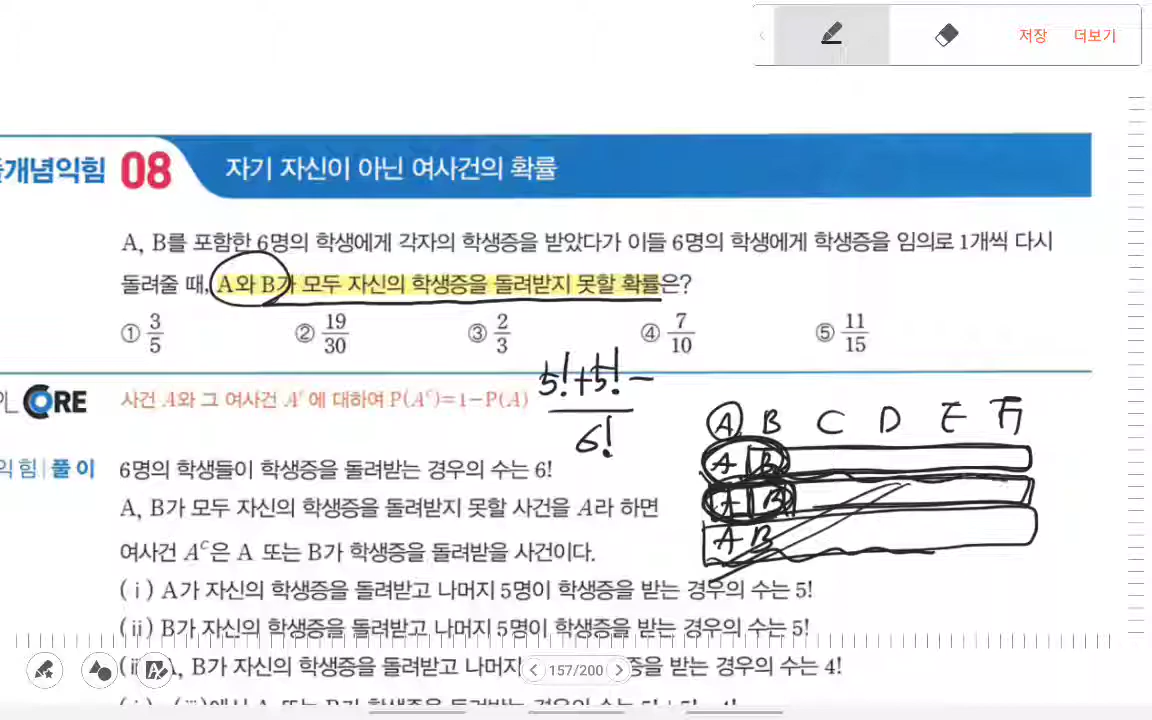 저장 더보기
개념익힘 08 자기 자신이 아닌 여사건의 확률
A, B를 포함한 6명의 학생에게 각자의 학생증을 받았다가 이들 6명의 학생에게 학생증을 임의로 1개씩 다시
돌려줄 때, A와 B가 모두 자신의 학생증을 돌려받지 못할 확률은?
① 3/5 ② 19/30 ③ 2/3 ④ 7/10 ⑤ 11/15
PL CORE 사건 A와 그 여사건 Aᶜ에 대하여 P(Aᶜ)=1−P(A)
5!+5!−
6!
A B C D E F
A B
A B
A B
익힘 | 풀이 6명의 학생들이 학생증을 돌려받는 경우의 수는 6!
A, B가 모두 자신의 학생증을 돌려받지 못할 사건을 A라 하면
여사건 Aᶜ은 A 또는 B가 학생증을 돌려받을 사건이다.
(ⅰ) A가 자신의 학생증을 돌려받고 나머지 5명이 학생증을 받는 경우의 수는 5!
(ⅱ) B가 자신의 학생증을 돌려받고 나머지 5명이 학생증을 받는 경우의 수는 5!
A, B가 자신의 학생증을 돌려받고 나머지 증을 받는 경우의 수는 4!
157/200